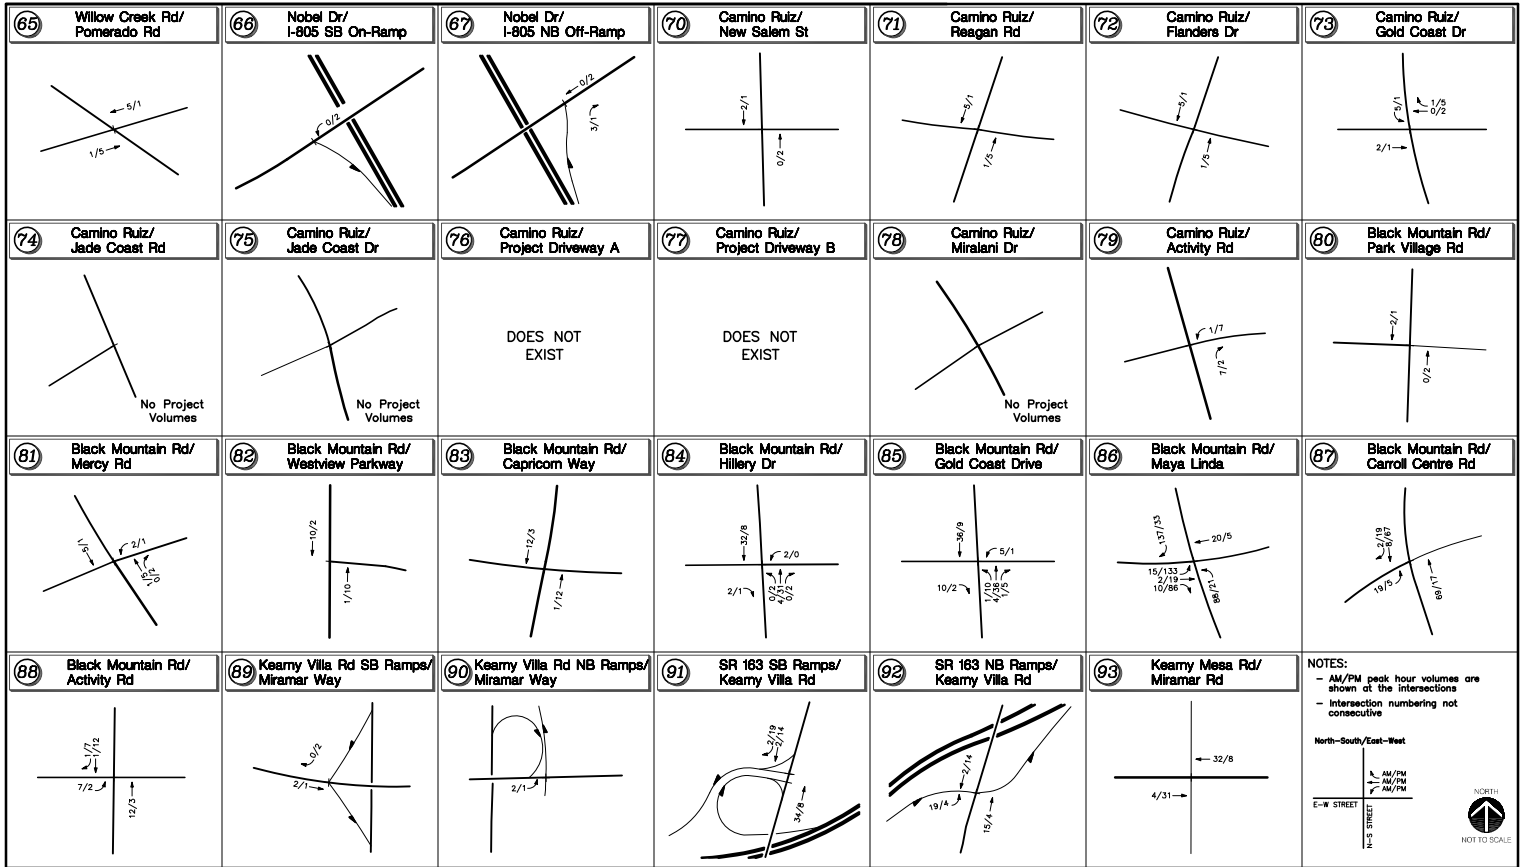 65 Willow Creek Rd/
Pomerado Rd
5/1
1/5
66 Nobel Dr/
I-805 SB On-Ramp
0/2
67 Nobel Dr/
I-805 NB Off-Ramp
0/2
3/1
70 Camino Ruiz/
New Salem St
2/1
0/2
71 Camino Ruiz/
Reagan Rd
5/1
1/5
72 Camino Ruiz/
Flanders Dr
5/1
1/5
73 Camino Ruiz/
Gold Coast Dr
5/1
1/5
0/2
2/1
74 Camino Ruiz/
Jade Coast Rd
No Project
Volumes
75 Camino Ruiz/
Jade Coast Dr
No Project
Volumes
76 Camino Ruiz/
Project Driveway A
DOES NOT
EXIST
77 Camino Ruiz/
Project Driveway B
DOES NOT
EXIST
78 Camino Ruiz/
Miralani Dr
No Project
Volumes
79 Camino Ruiz/
Activity Rd
1/7
7/2
80 Black Mountain Rd/
Park Village Rd
2/1
0/2
81 Black Mountain Rd/
Mercy Rd
5/1
2/1
1/5
0/2
82 Black Mountain Rd/
Westview Parkway
10/2
1/10
83 Black Mountain Rd/
Capricorn Way
12/3
1/12
84 Black Mountain Rd/
Hillery Dr
32/8
2/0
2/1
0/2
4/31
0/2
85 Black Mountain Rd/
Gold Coast Drive
36/9
5/1
10/2
1/10
4/36
1/5
86 Black Mountain Rd/
Maya Linda
137/33
20/5
15/133
2/19
10/86
88/21
87 Black Mountain Rd/
Carroll Centre Rd
2/19
8/67
19/5
69/17
88 Black Mountain Rd/
Activity Rd
1/7
1/12
7/2
12/3
89 Kearny Villa Rd SB Ramps/
Miramar Way
0/2
2/1
90 Kearny Villa Rd NB Ramps/
Miramar Way
2/1
91 SR 163 SB Ramps/
Kearny Villa Rd
2/19
2/14
34/8
92 SR 163 NB Ramps/
Kearny Villa Rd
2/14
19/4
15/4
93 Kearny Mesa Rd/
Miramar Rd
32/8
4/31
NOTES:
- AM/PM peak hour volumes are
shown at the intersections
- Intersection numbering not
consecutive
North-South/East-West
AM/PM
AM/PM
AM/PM
E-W STREET
N-S STREET
NORTH
NOT TO SCALE